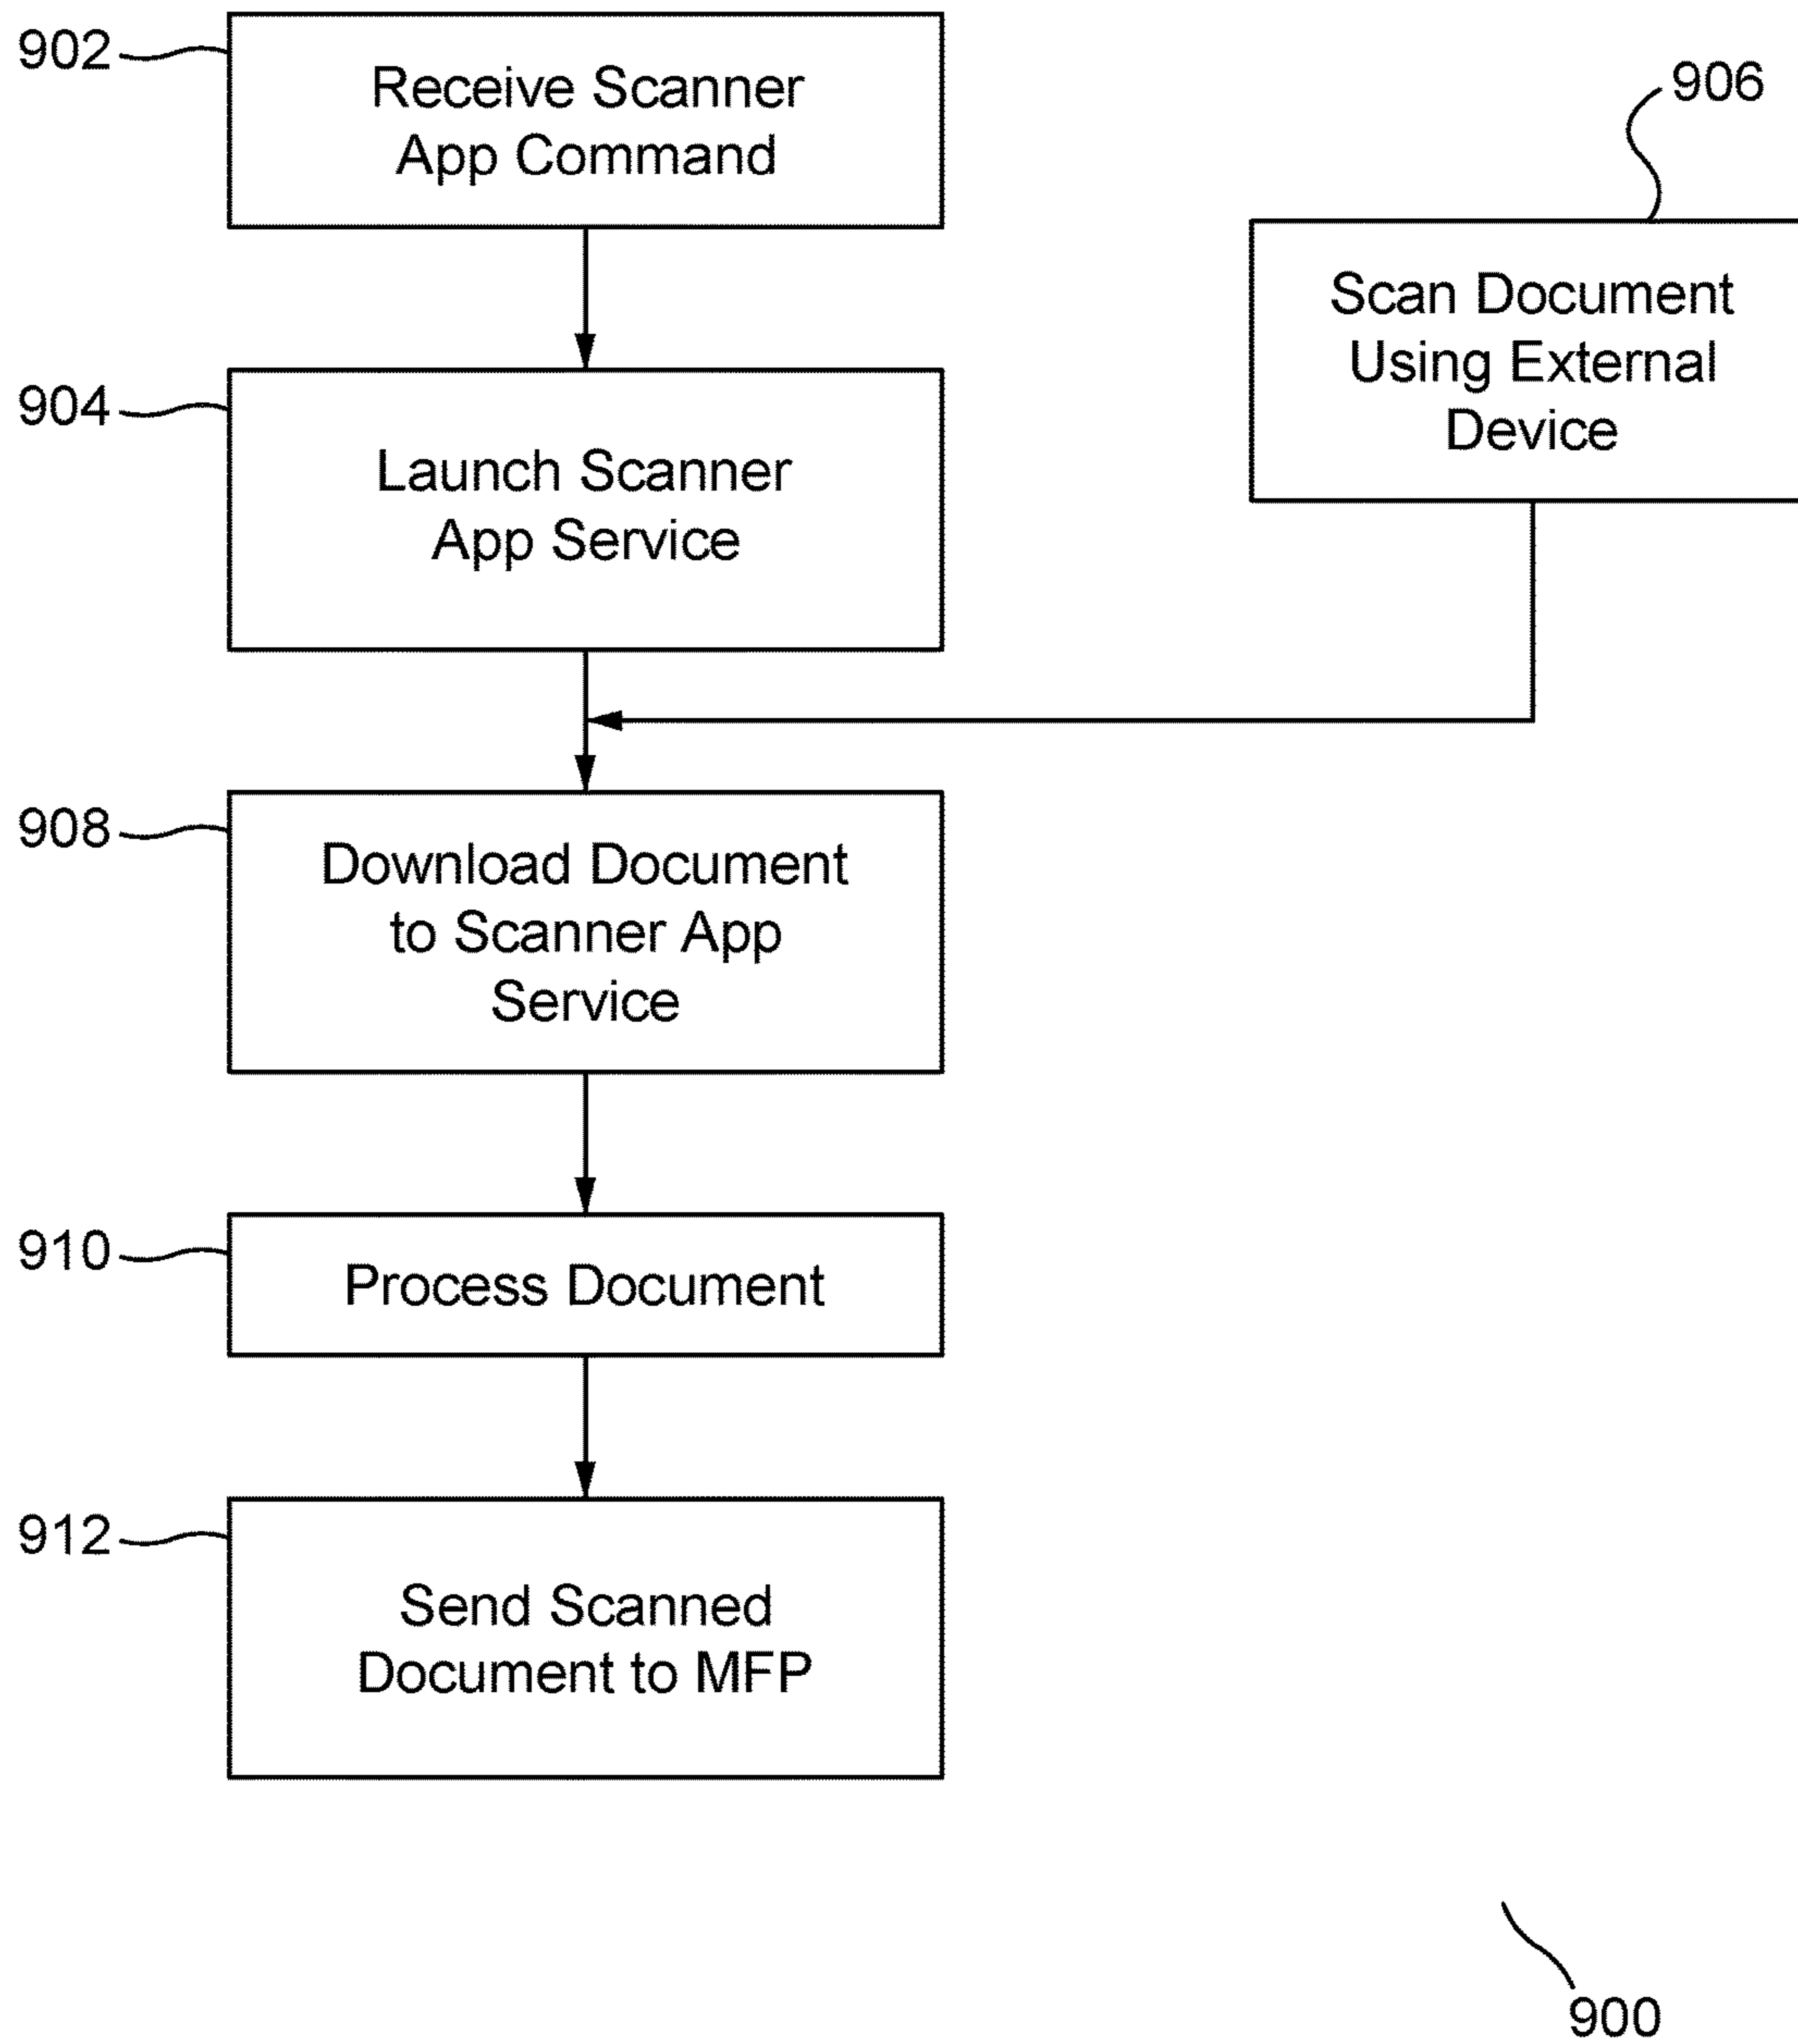 902
Receive Scanner
App Command
906
Scan Document
Using External
Device
904
Launch Scanner
App Service
908
Download Document
to Scanner App
Service
910
Process Document
912
Send Scanned
Document to MFP
900